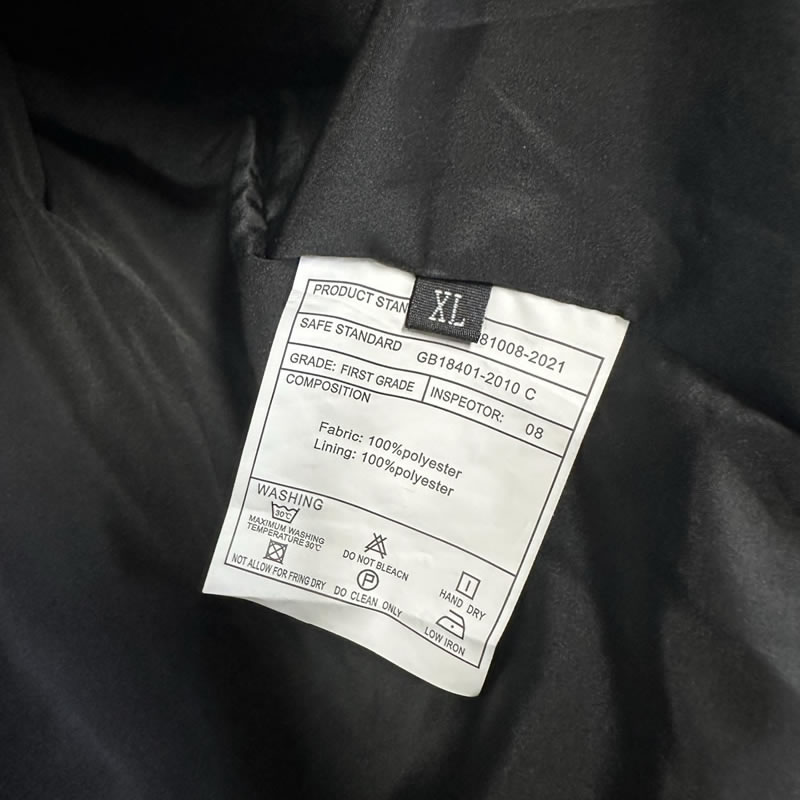 XL
PRODUCT STAN 81008-2021
SAFE STANDARD GB18401-2010 C
GRADE: FIRST GRADE INSPEOTOR: 08
COMPOSITION
Fabric: 100%polyester
Lining: 100%polyester
WASHING
30℃
MAXIMUM WASHING
TEMPERATURE 30℃
DO NOT BLEACN
HAND DRY
NOT ALLOW FOR FRING DRY
P
DO CLEAN ONLY
LOW IRON